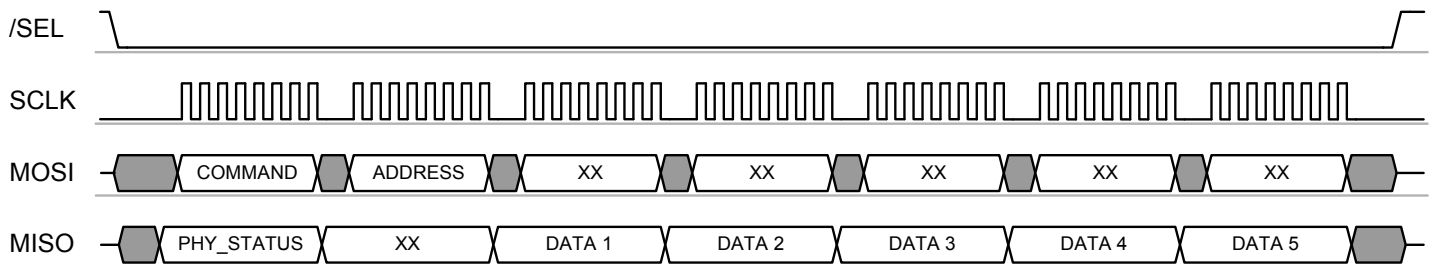 /SEL
SCLK
MOSI COMMAND ADDRESS XX XX XX XX XX
MISO PHY_STATUS XX DATA 1 DATA 2 DATA 3 DATA 4 DATA 5